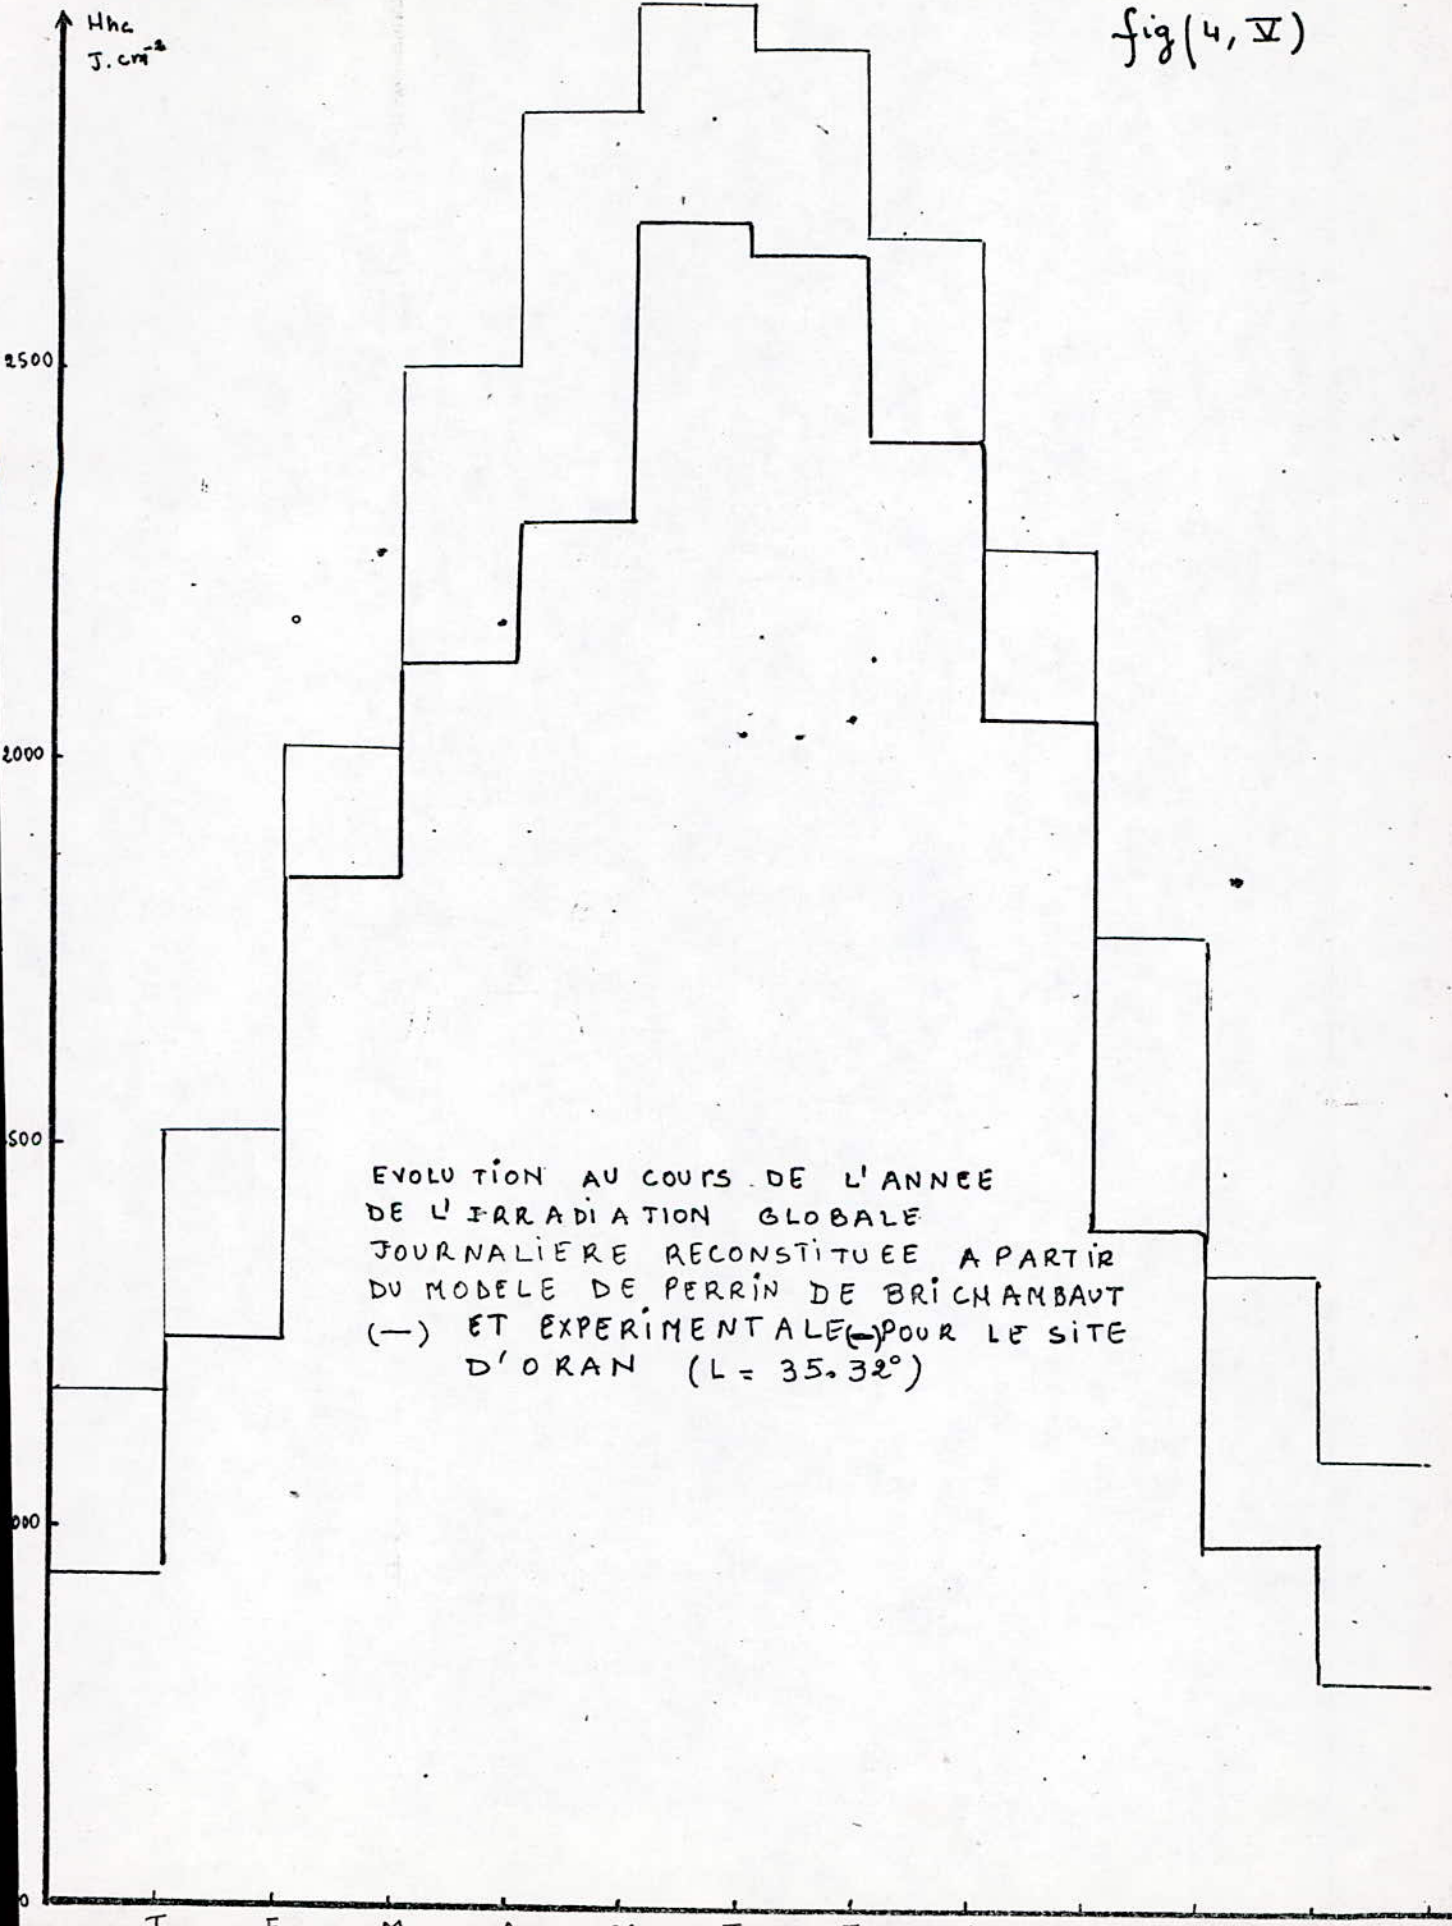 Hhc
J.cm⁻²
fig(4, V)
2500
2000
500
000
0
EVOLUTION AU COURS DE L'ANNEE
DE L'IRRADIATION GLOBALE
JOURNALIERE RECONSTITUEE A PARTIR
DU MODELE DE PERRIN DE BRICHAMBAUT
(—) ET EXPERIMENTALE(—)POUR LE SITE
D'ORAN (L = 35.32°)